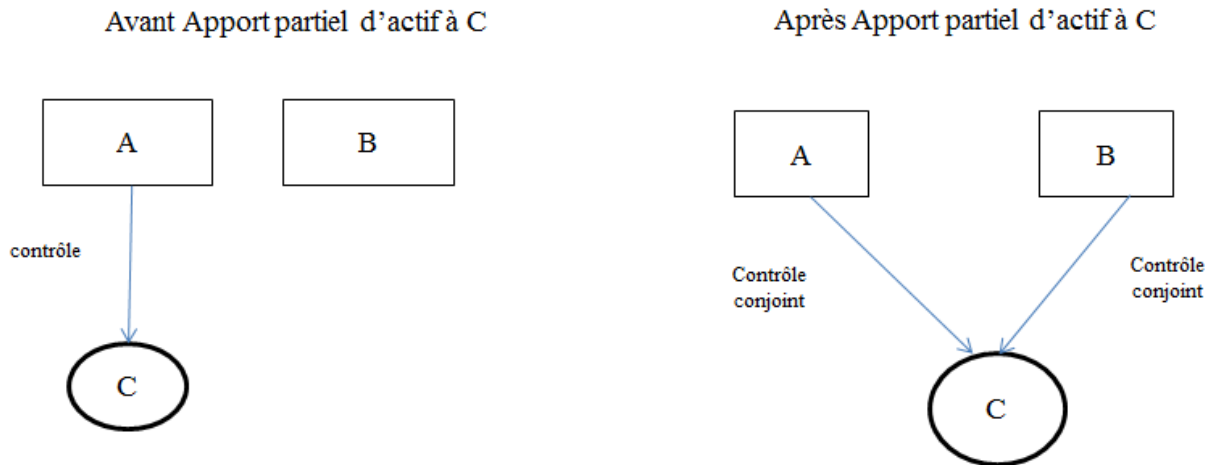 Avant Apport partiel d'actif à C
Après Apport partiel d'actif à C
A
B
contrôle
C
A
B
Contrôle
conjoint
Contrôle
conjoint
C